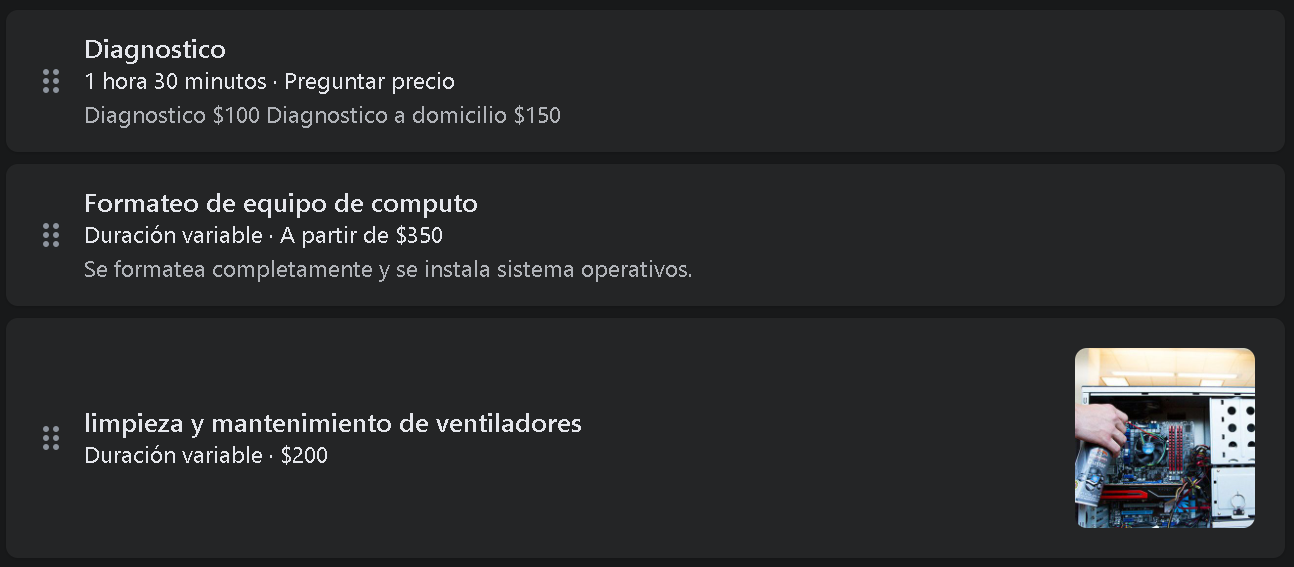 Diagnostico
1 hora 30 minutos · Preguntar precio
Diagnostico $100 Diagnostico a domicilio $150
Formateo de equipo de computo
Duración variable · A partir de $350
Se formatea completamente y se instala sistema operativos.
limpieza y mantenimiento de ventiladores
Duración variable · $200